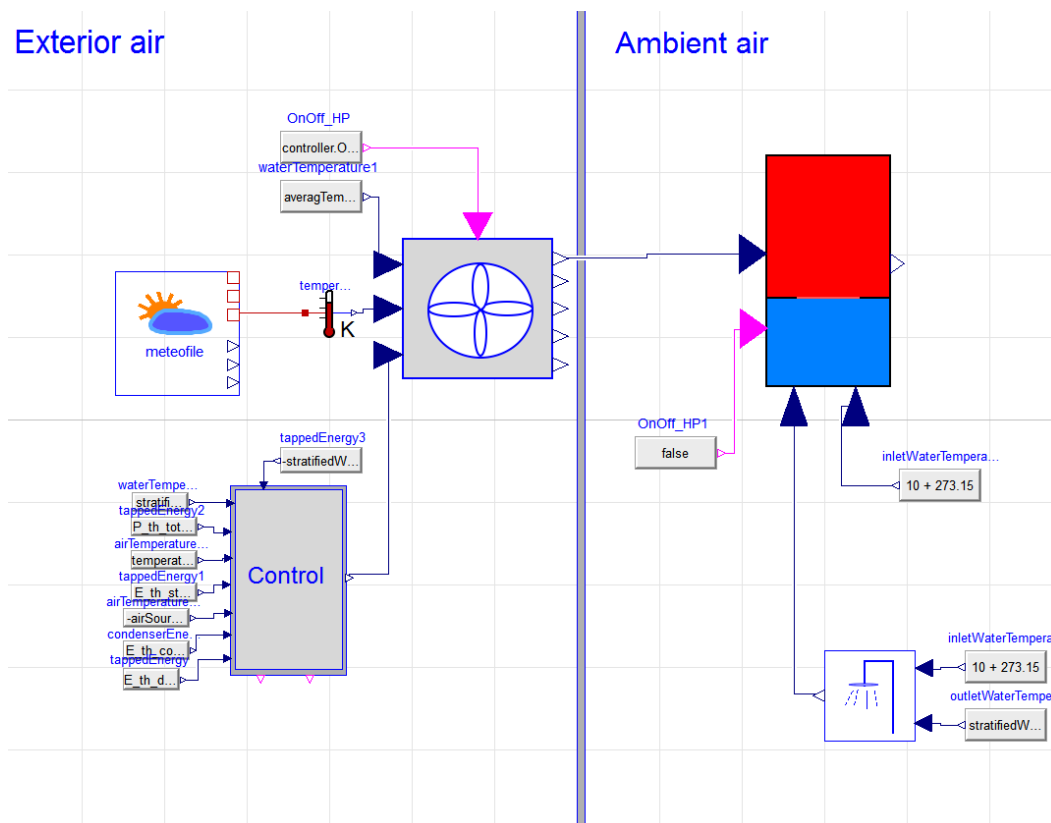 Exterior air
Ambient air
OnOff_HP
controller.O...
waterTemperature1
averagTem...
temper...
K
meteofile
OnOff_HP1
false
inletWaterTempera...
10 + 273.15
tappedEnergy3
-stratifiedW...
waterTempe...
stratifi...
tappedEnergy2
P_th_tot...
airTemperature...
temperat...
tappedEnergy1
E_th_st...
airTemperature...
-airSour...
condenserEne...
E_th_co...
tappedEnergy
E_th_d...
Control
inletWaterTempera
10 + 273.15
outletWaterTempe
stratifiedW...